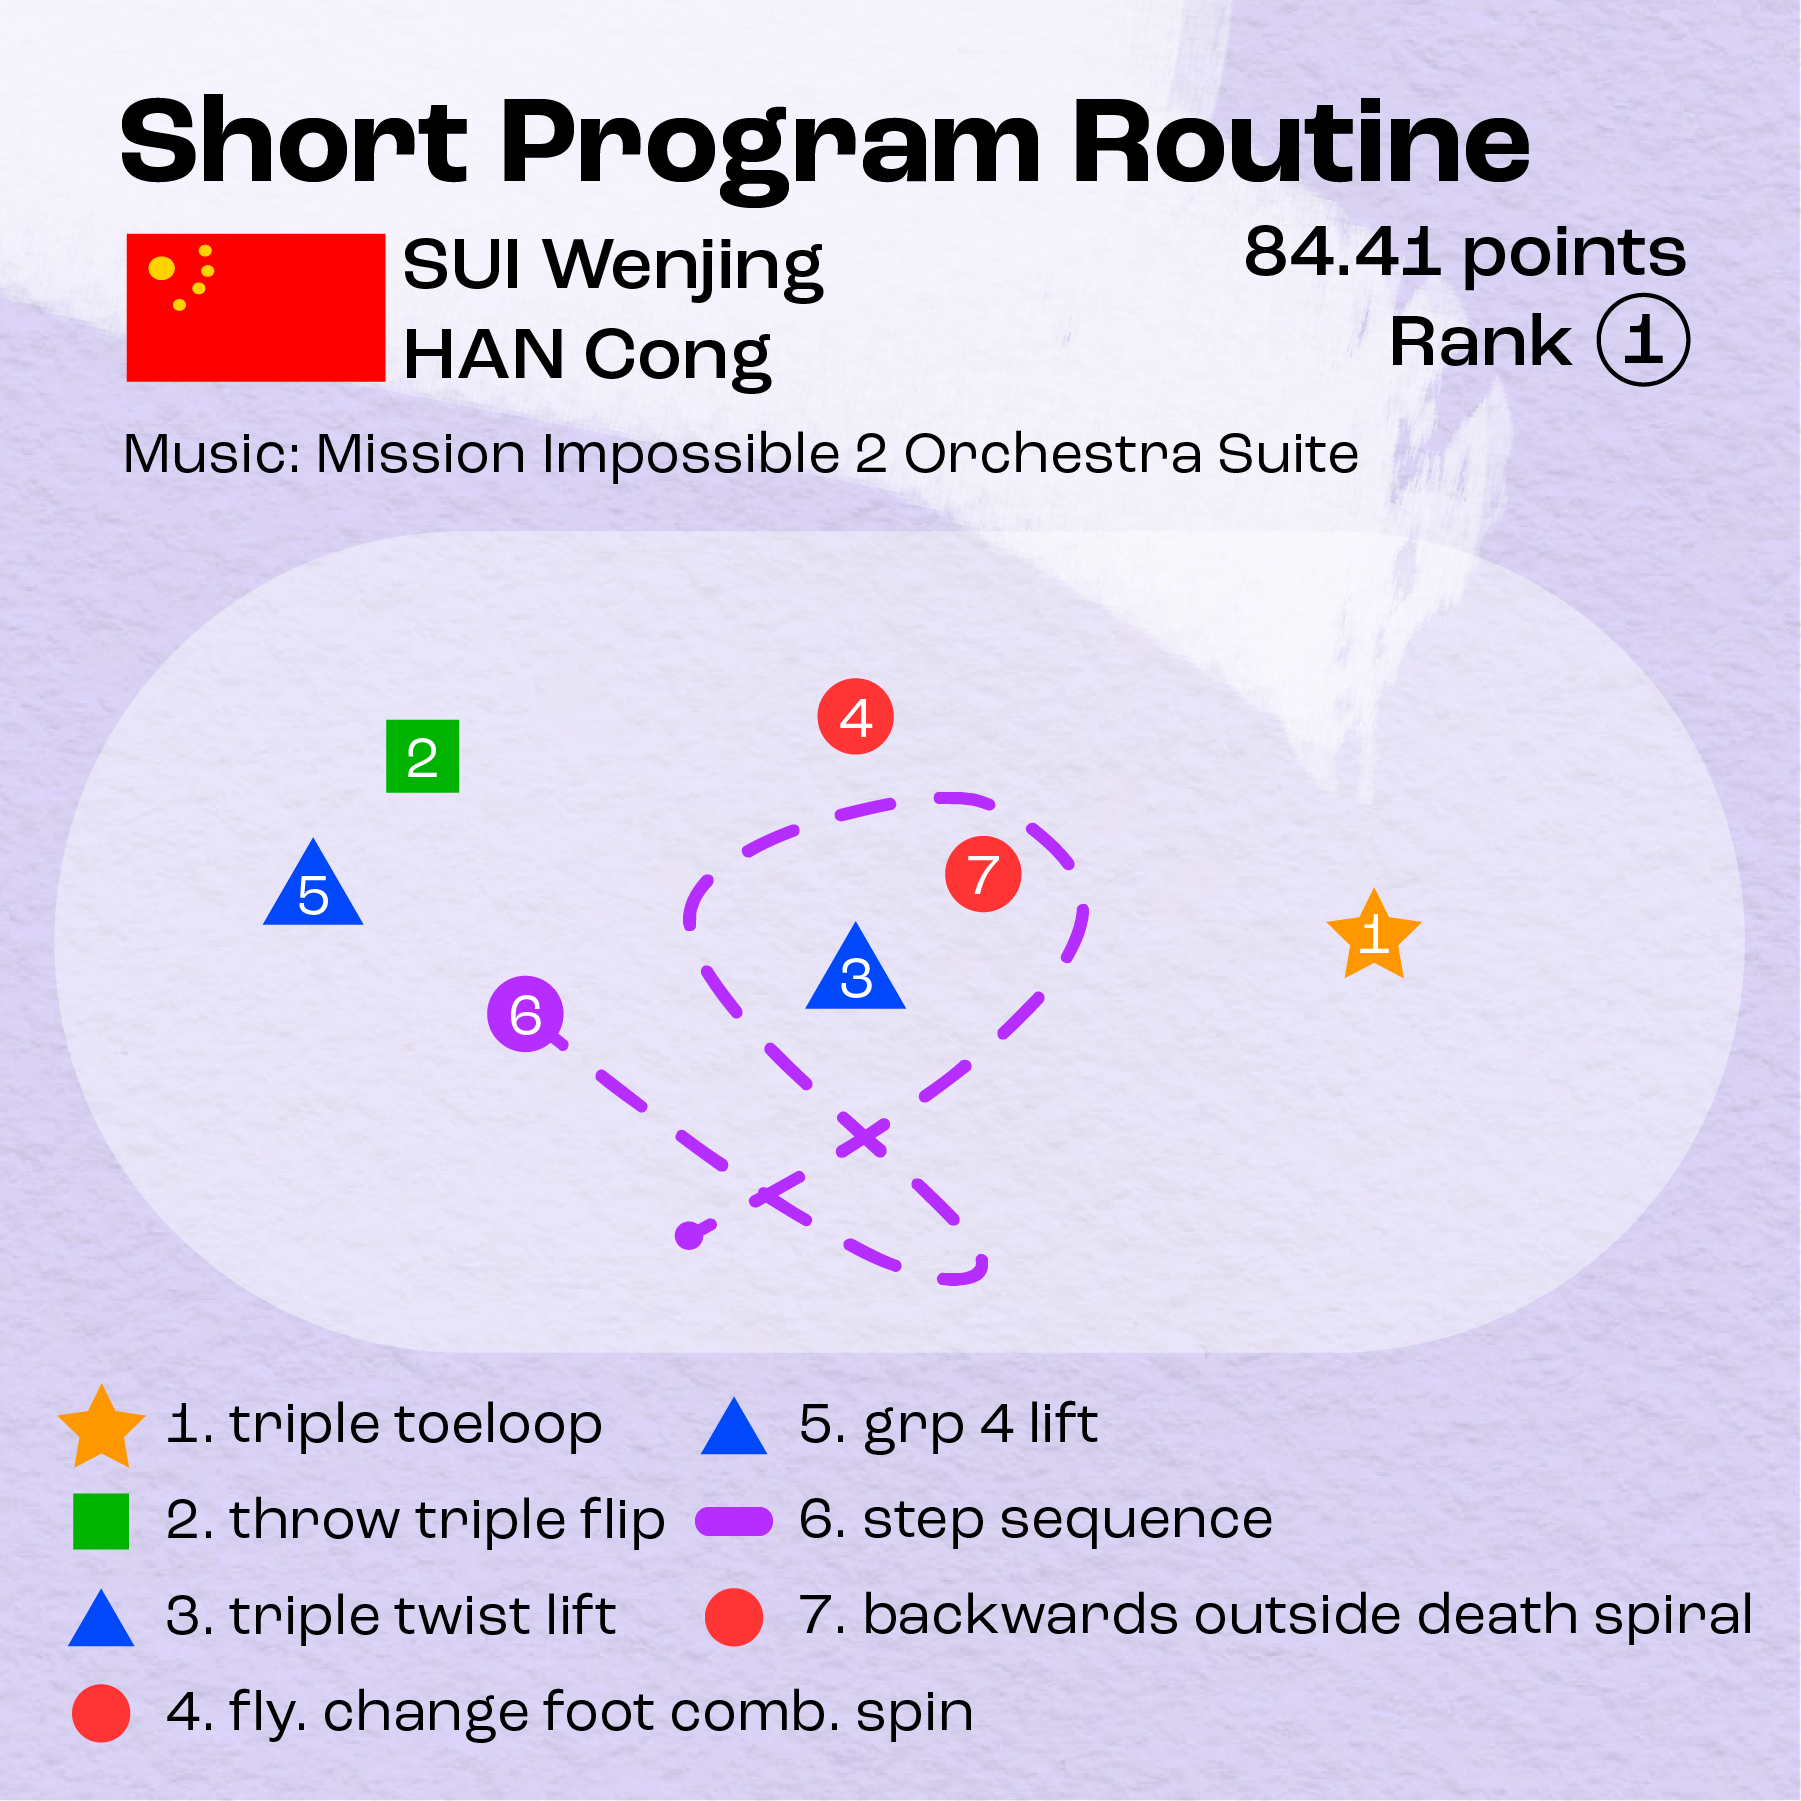 Short Program Routine
SUI Wenjing
HAN Cong
84.41 points
Rank 1
Music: Mission Impossible 2 Orchestra Suite
4
2
7
5
1
3
6
1. triple toeloop
2. throw triple flip
3. triple twist lift
4. fly. change foot comb. spin
5. grp 4 lift
6. step sequence
7. backwards outside death spiral